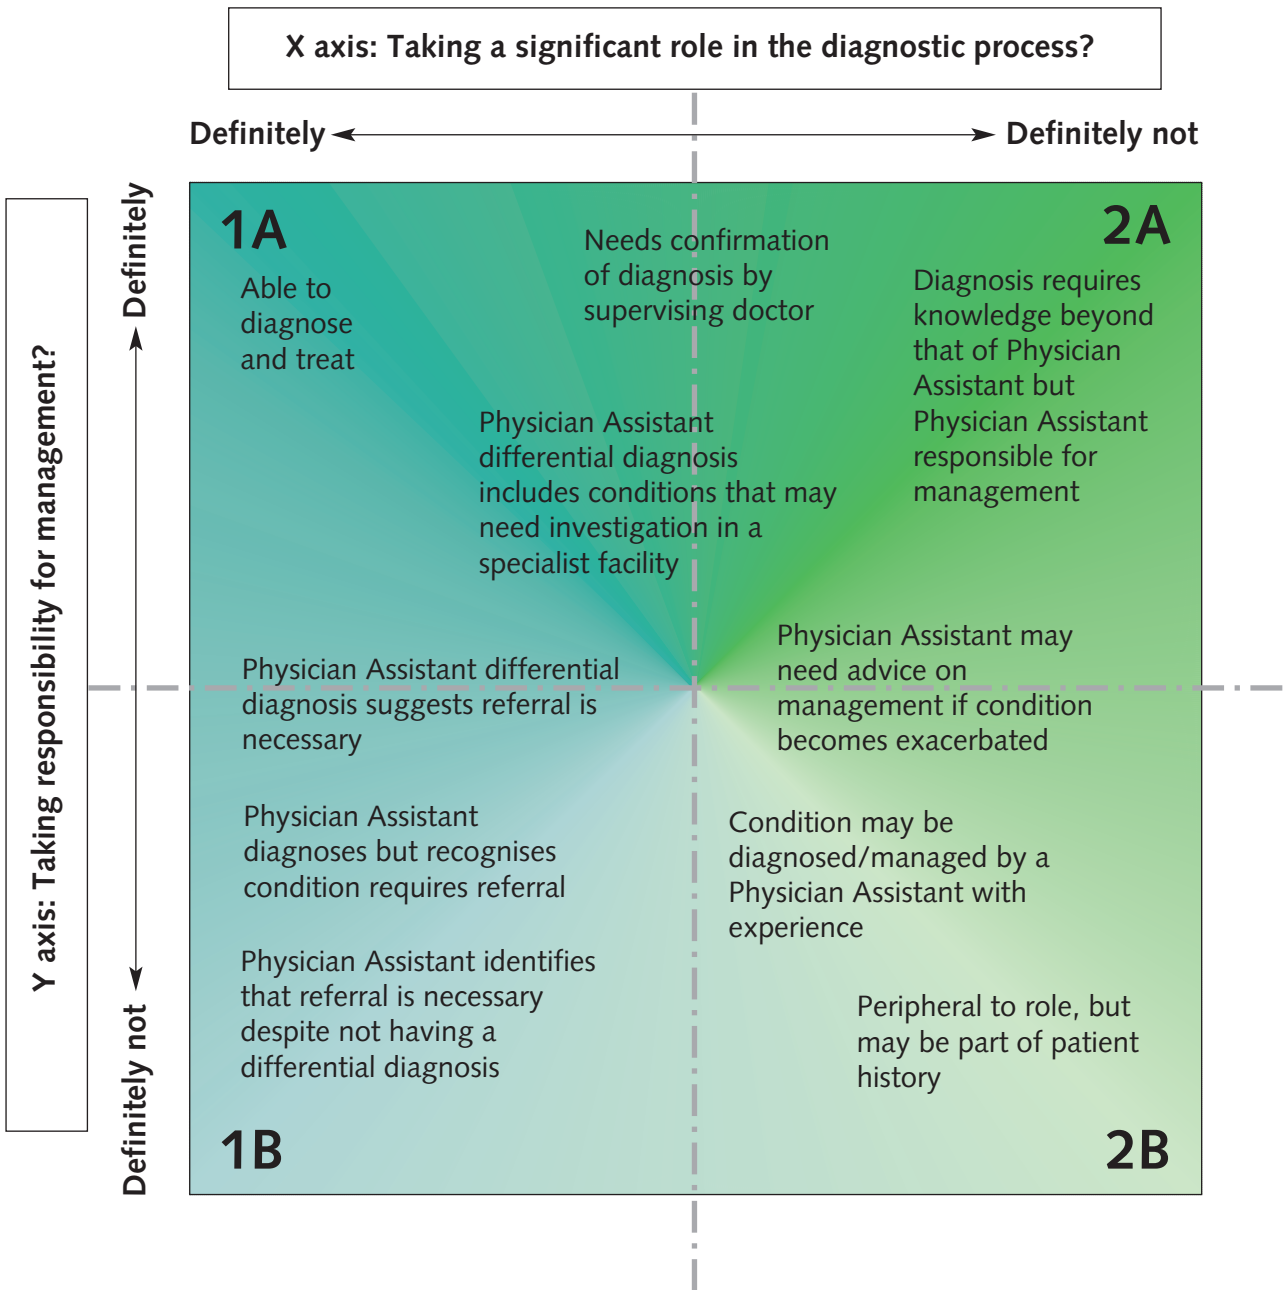 X axis: Taking a significant role in the diagnostic process?
Definitely
Definitely not
Y axis: Taking responsibility for management?
Definitely
Definitely not
1A
Able to
diagnose
and treat
Needs confirmation
of diagnosis by
supervising doctor
2A
Diagnosis requires
knowledge beyond
that of Physician
Assistant but
Physician Assistant
responsible for
management
Physician Assistant
differential diagnosis
includes conditions that may
need investigation in a
specialist facility
Physician Assistant differential
diagnosis suggests referral is
necessary
Physician Assistant may
need advice on
management if condition
becomes exacerbated
Physician Assistant
diagnoses but recognises
condition requires referral
Condition may be
diagnosed/managed by a
Physician Assistant with
experience
Physician Assistant identifies
that referral is necessary
despite not having a
differential diagnosis
Peripheral to role, but
may be part of patient
history
1B
2B